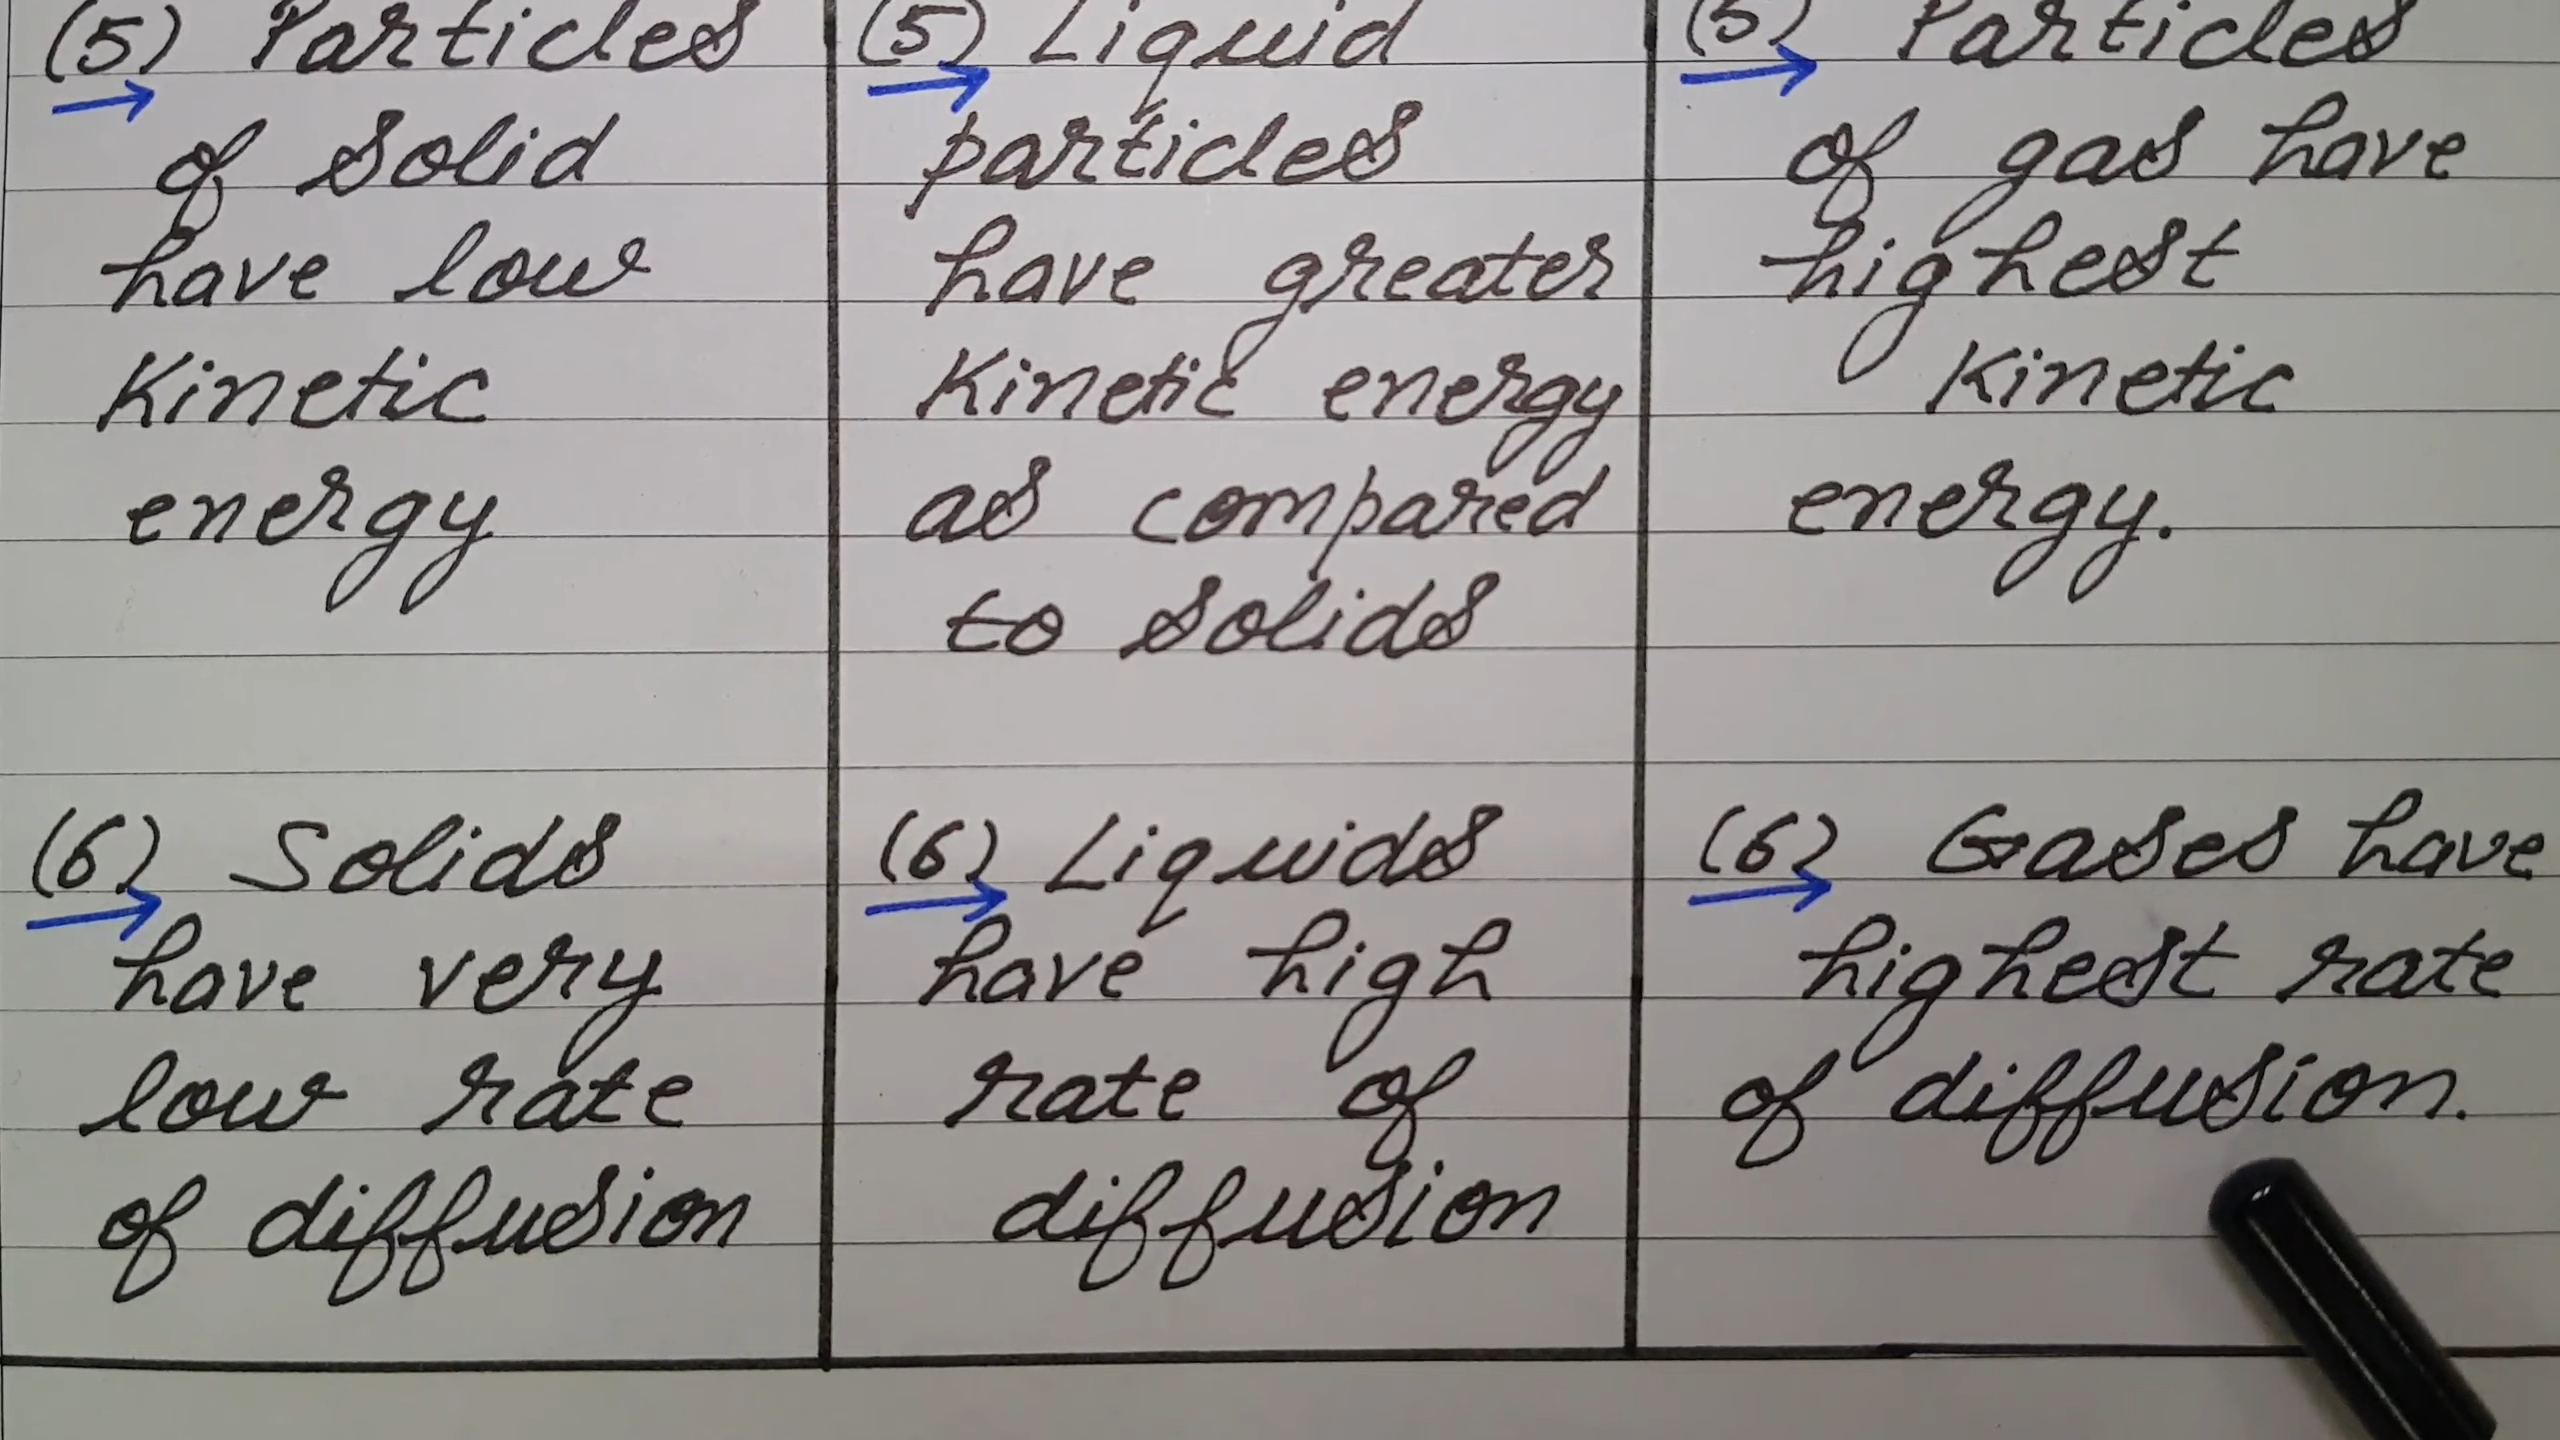 (5) Particles
of solid
have low
Kinetic
energy
(6) Solids
have very
low rate
of diffusion
(5) Liquid
particles
have greater
Kinetic energy
as compared
to solids
(6) Liquids
have high
rate of
diffusion
(5) Particles
of gas have
highest
Kinetic
energy.
(6) Gases have
highest rate
of diffusion.